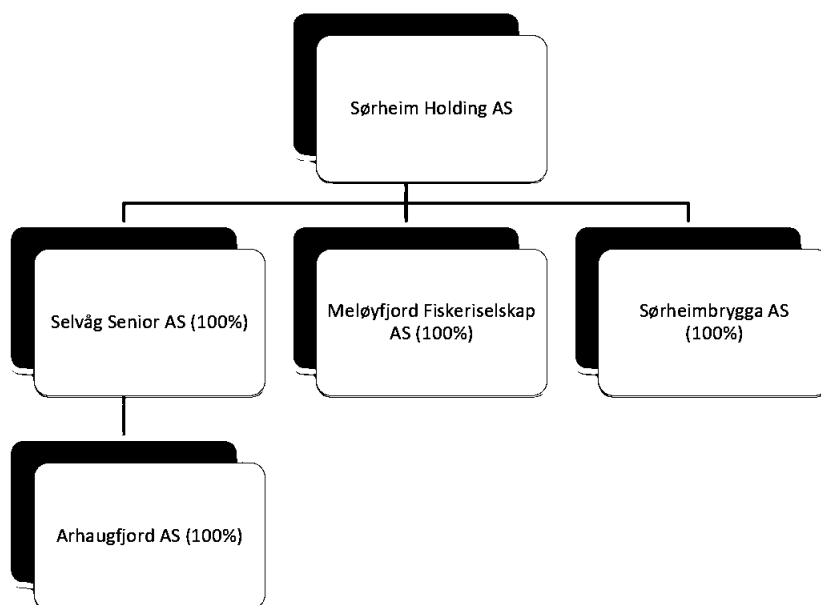 Sørheim Holding AS
Selvåg Senior AS (100%)
Meløyfjord Fiskeriselskap
AS (100%)
Sørheimbrygga AS
(100%)
Arhaugfjord AS (100%)